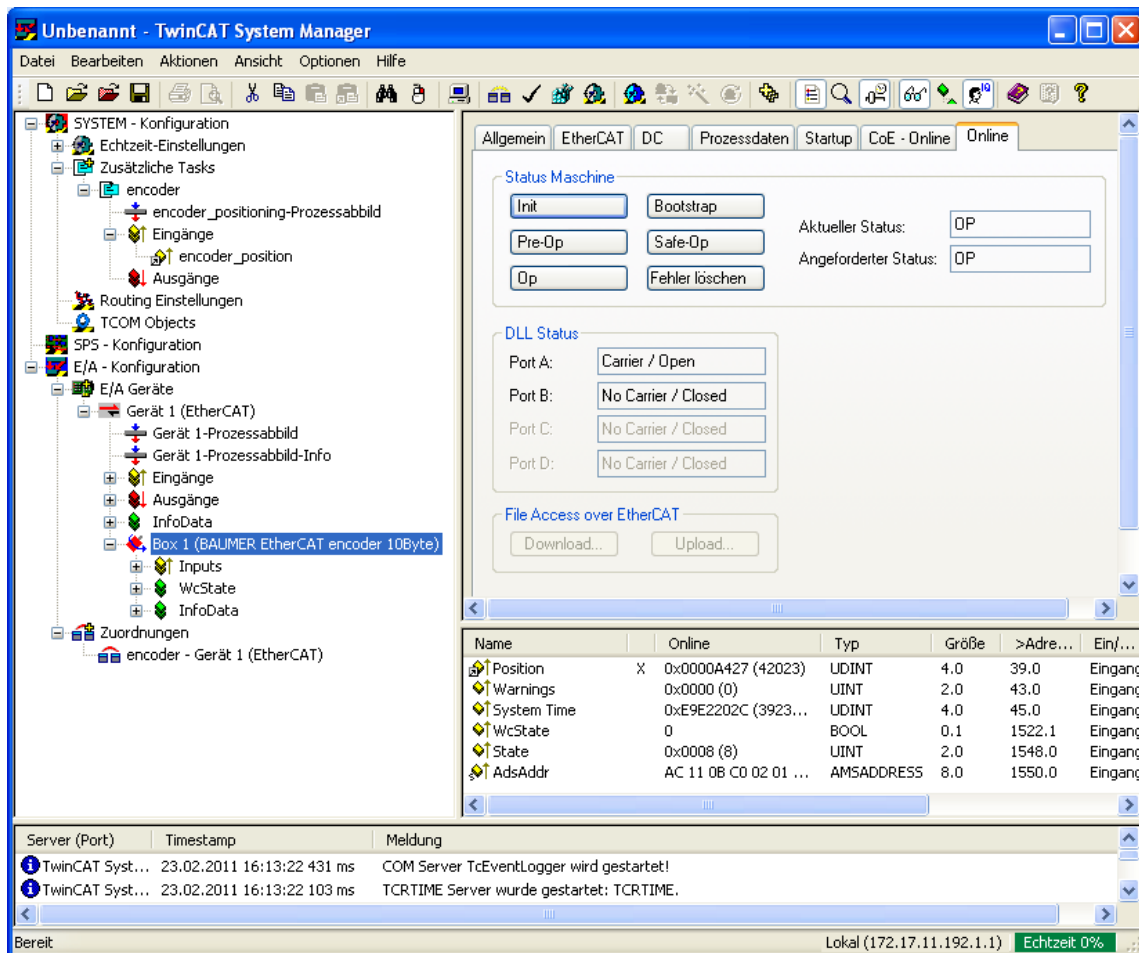 Unbenannt - TwinCAT System Manager
Datei Bearbeiten Aktionen Ansicht Optionen Hilfe
SYSTEM - Konfiguration
Echtzeit-Einstellungen
Zusätzliche Tasks
encoder
encoder_positioning-Prozessabbild
Eingänge
encoder_position
Ausgänge
Routing Einstellungen
TCOM Objects
SPS - Konfiguration
E/A - Konfiguration
E/A Geräte
Gerät 1 (EtherCAT)
Gerät 1-Prozessabbild
Gerät 1-Prozessabbild-Info
Eingänge
Ausgänge
InfoData
Box 1 (BAUMER EtherCAT encoder 10Byte)
Inputs
WcState
InfoData
Zuordnungen
encoder - Gerät 1 (EtherCAT)
Allgemein EtherCAT DC Prozessdaten Startup CoE - Online Online
Status Maschine
Init Bootstrap
Pre-Op Safe-Op
Op Fehler löschen
Aktueller Status: OP
Angeforderter Status: OP
DLL Status
Port A: Carrier / Open
Port B: No Carrier / Closed
Port C: No Carrier / Closed
Port D: No Carrier / Closed
File Access over EtherCAT
Download... Upload...
Name Online Typ Größe >Adre... Ein/...
Position X 0x0000A427 (42023) UDINT 4.0 39.0 Eingang
Warnings 0x0000 (0) UINT 2.0 43.0 Eingang
System Time 0xE9E2202C (3923... UDINT 4.0 45.0 Eingang
WcState 0 BOOL 0.1 1522.1 Eingang
State 0x0008 (8) UINT 2.0 1548.0 Eingang
AdsAddr AC 11 0B C0 02 01 ... AMSADDRESS 8.0 1550.0 Eingang
Server (Port) Timestamp Meldung
TwinCAT Syst... 23.02.2011 16:13:22 431 ms COM Server TcEventLogger wird gestartet!
TwinCAT Syst... 23.02.2011 16:13:22 103 ms TCRTIME Server wurde gestartet: TCRTIME.
Bereit Lokal (172.17.11.192.1.1) Echtzeit 0%